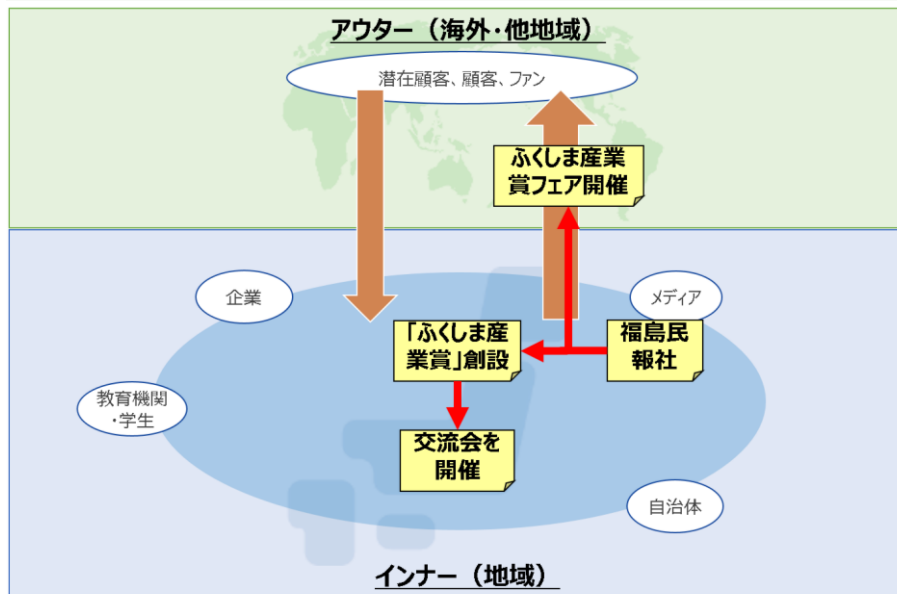 アウター（海外・他地域）
潜在顧客、顧客、ファン
ふくしま産業
賞フェア開催
企業
メディア
「ふくしま産
業賞」創設
福島民
報社
教育機関
・学生
交流会を
開催
自治体
インナー（地域）